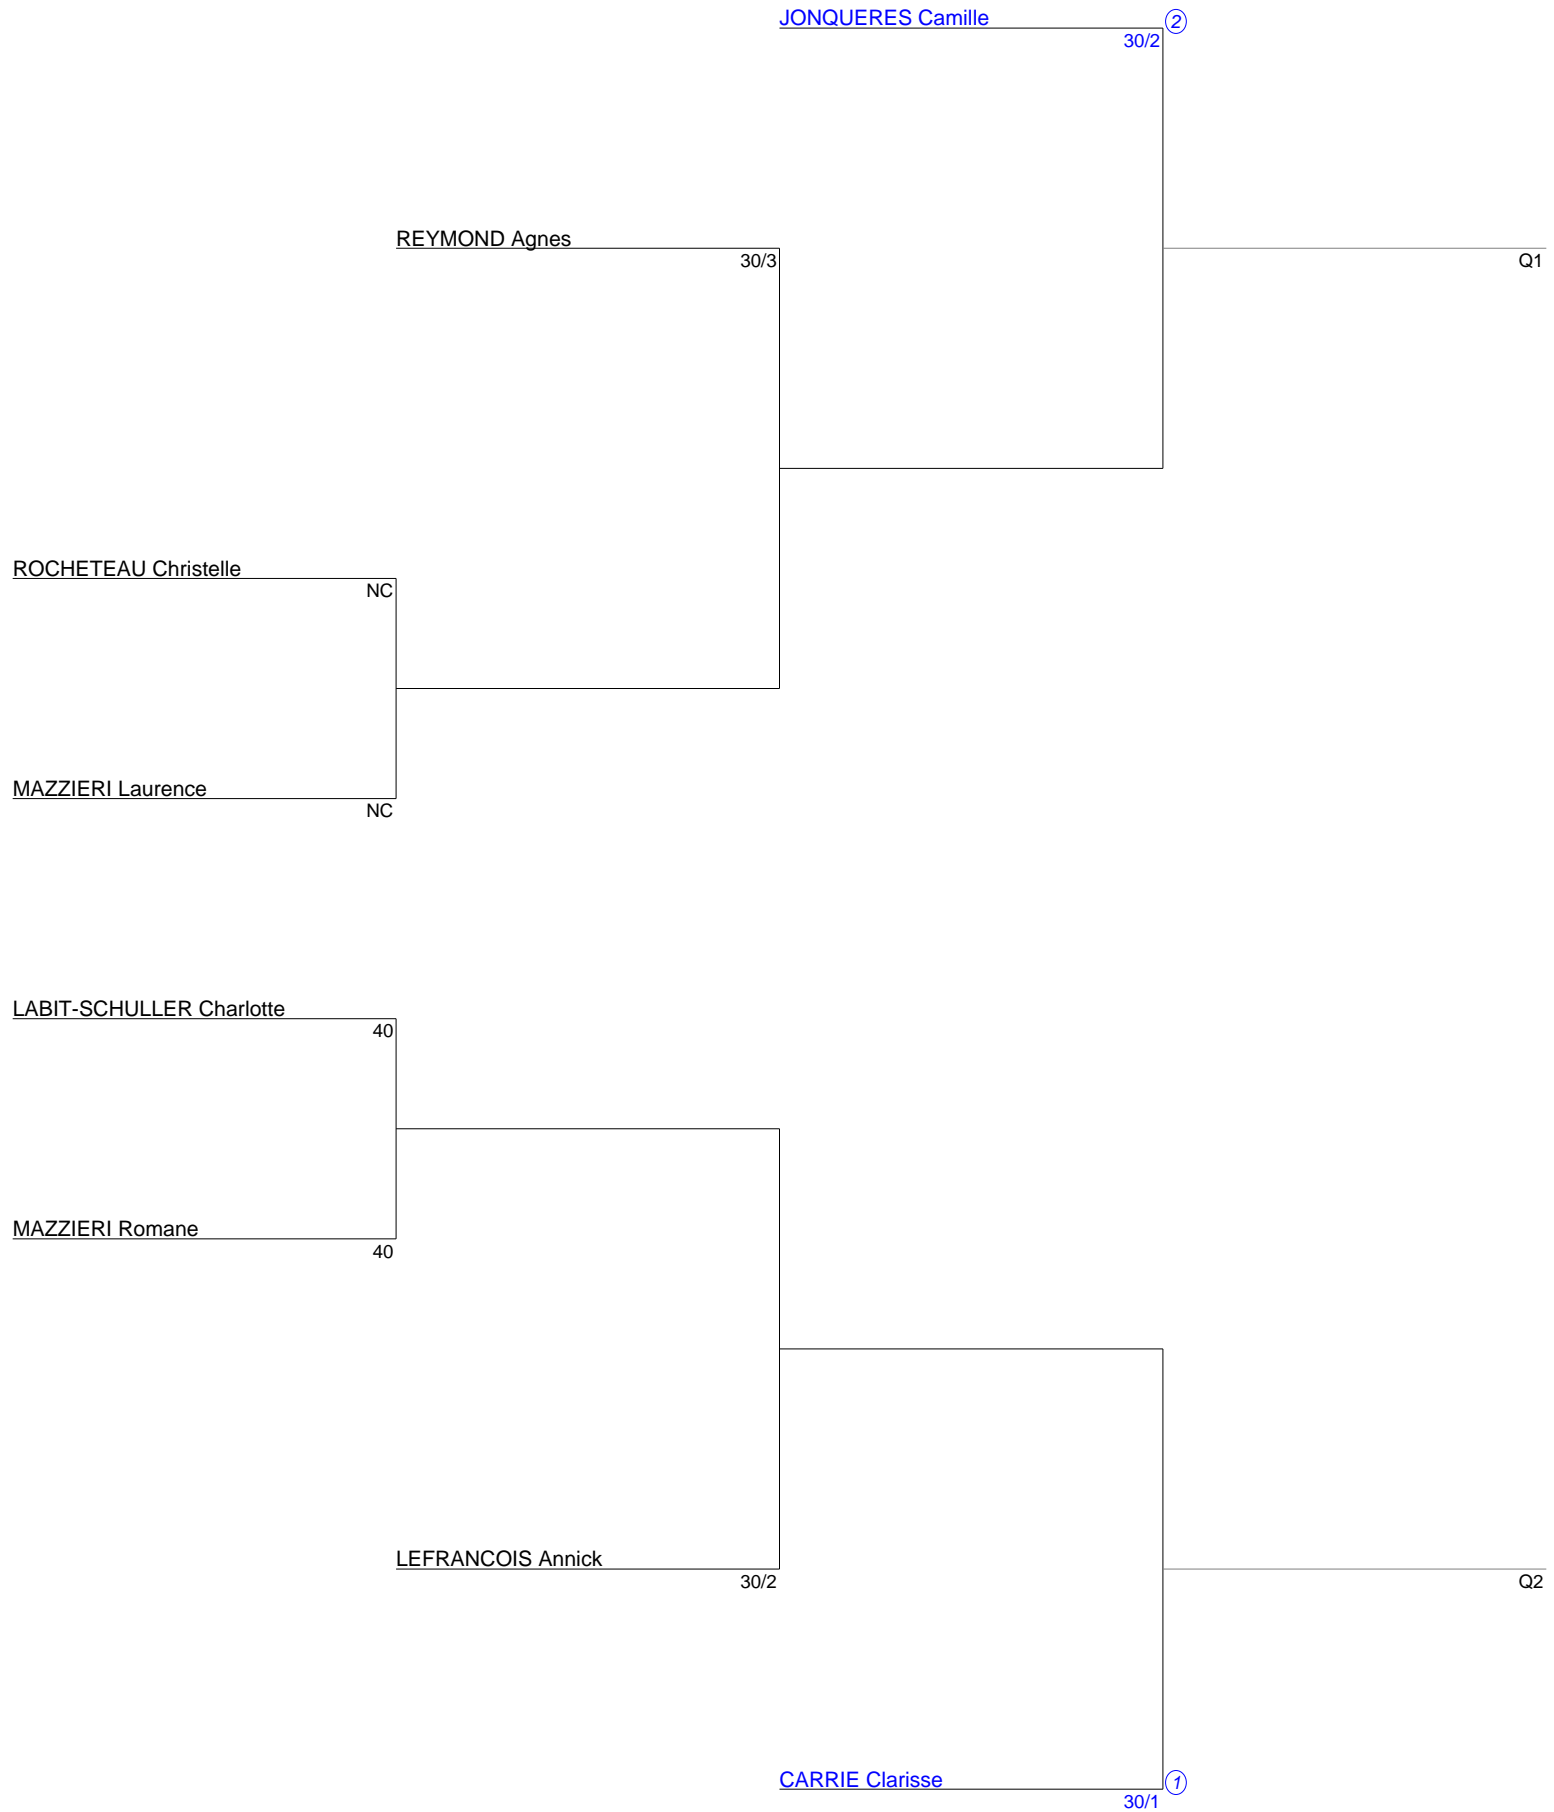 JONQUERES Camille
2
30/2
REYMOND Agnes
30/3
Q1
ROCHETEAU Christelle
NC
MAZZIERI Laurence
NC
LABIT-SCHULLER Charlotte
40
MAZZIERI Romane
40
LEFRANCOIS Annick
30/2
Q2
CARRIE Clarisse
1
30/1